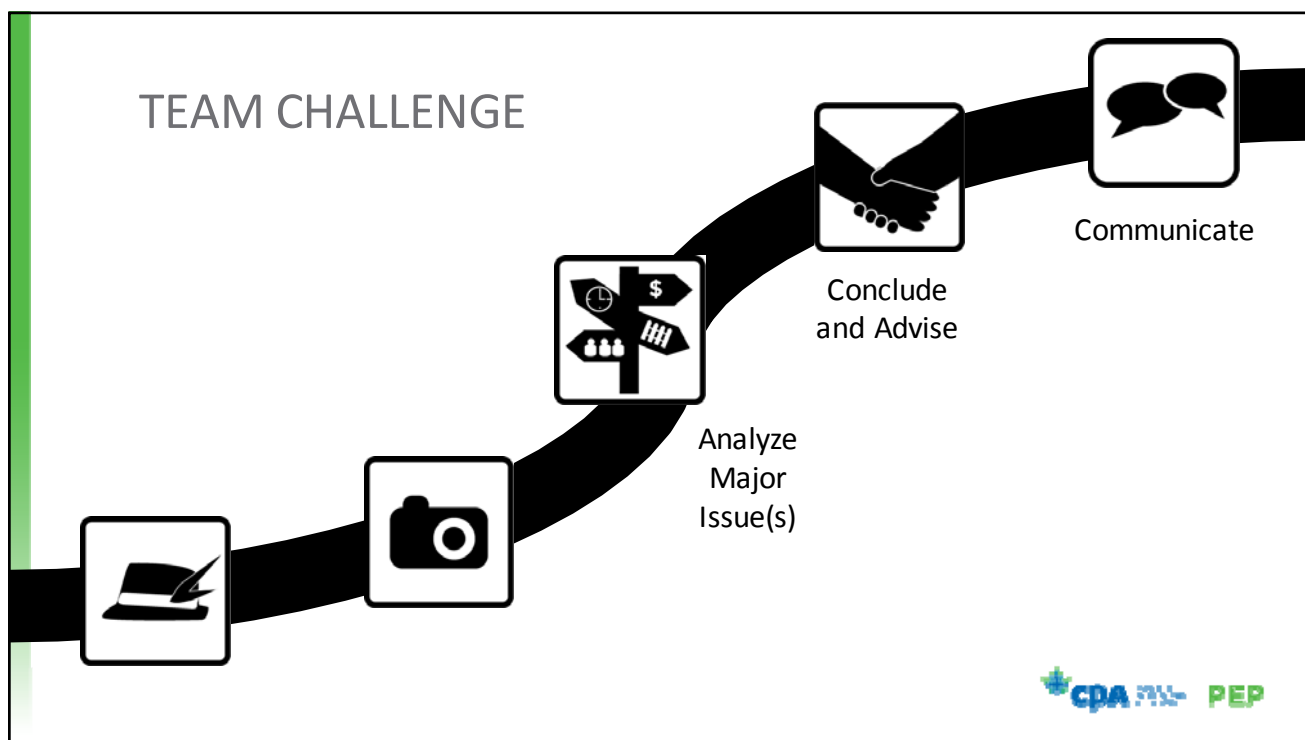 TEAM CHALLENGE
$
Communicate
Conclude
and Advise
Analyze
Major
Issue(s)
CPA PEP